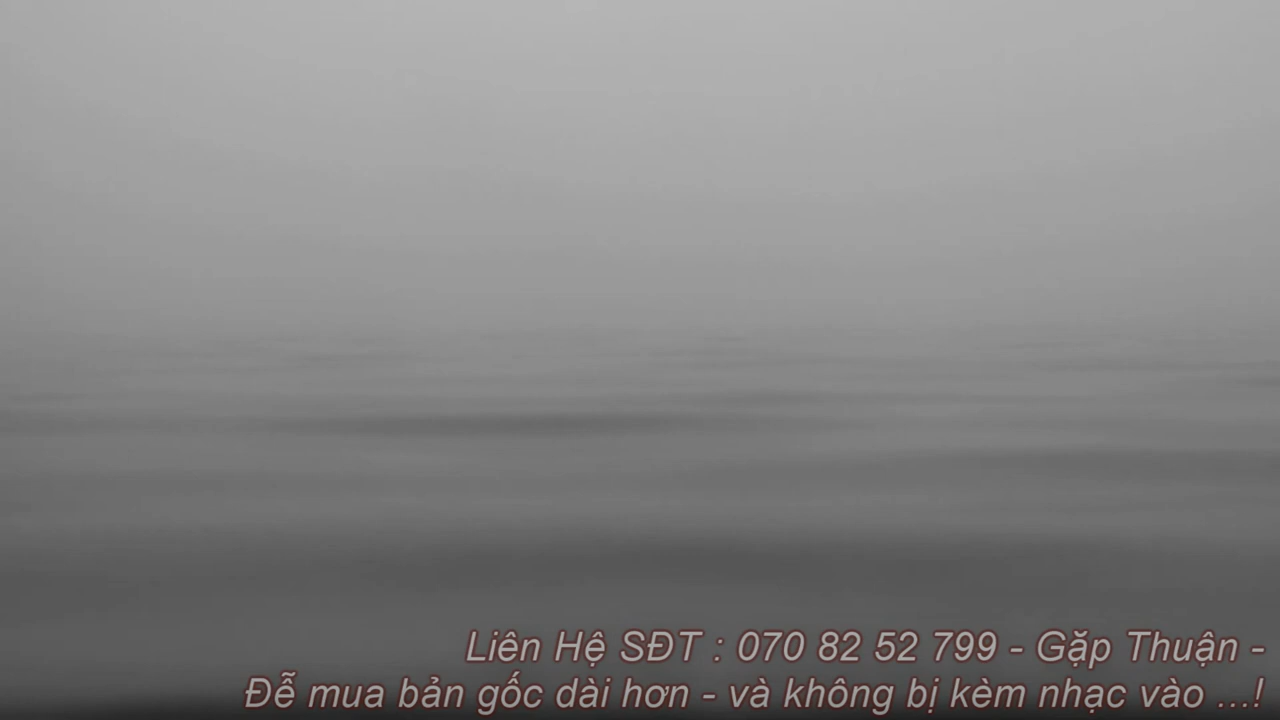 Liên Hệ SĐT : 070 82 52 799 - Gặp Thuận -
Để mua bản gốc dài hơn - và không bị kèm nhạc vào ...!